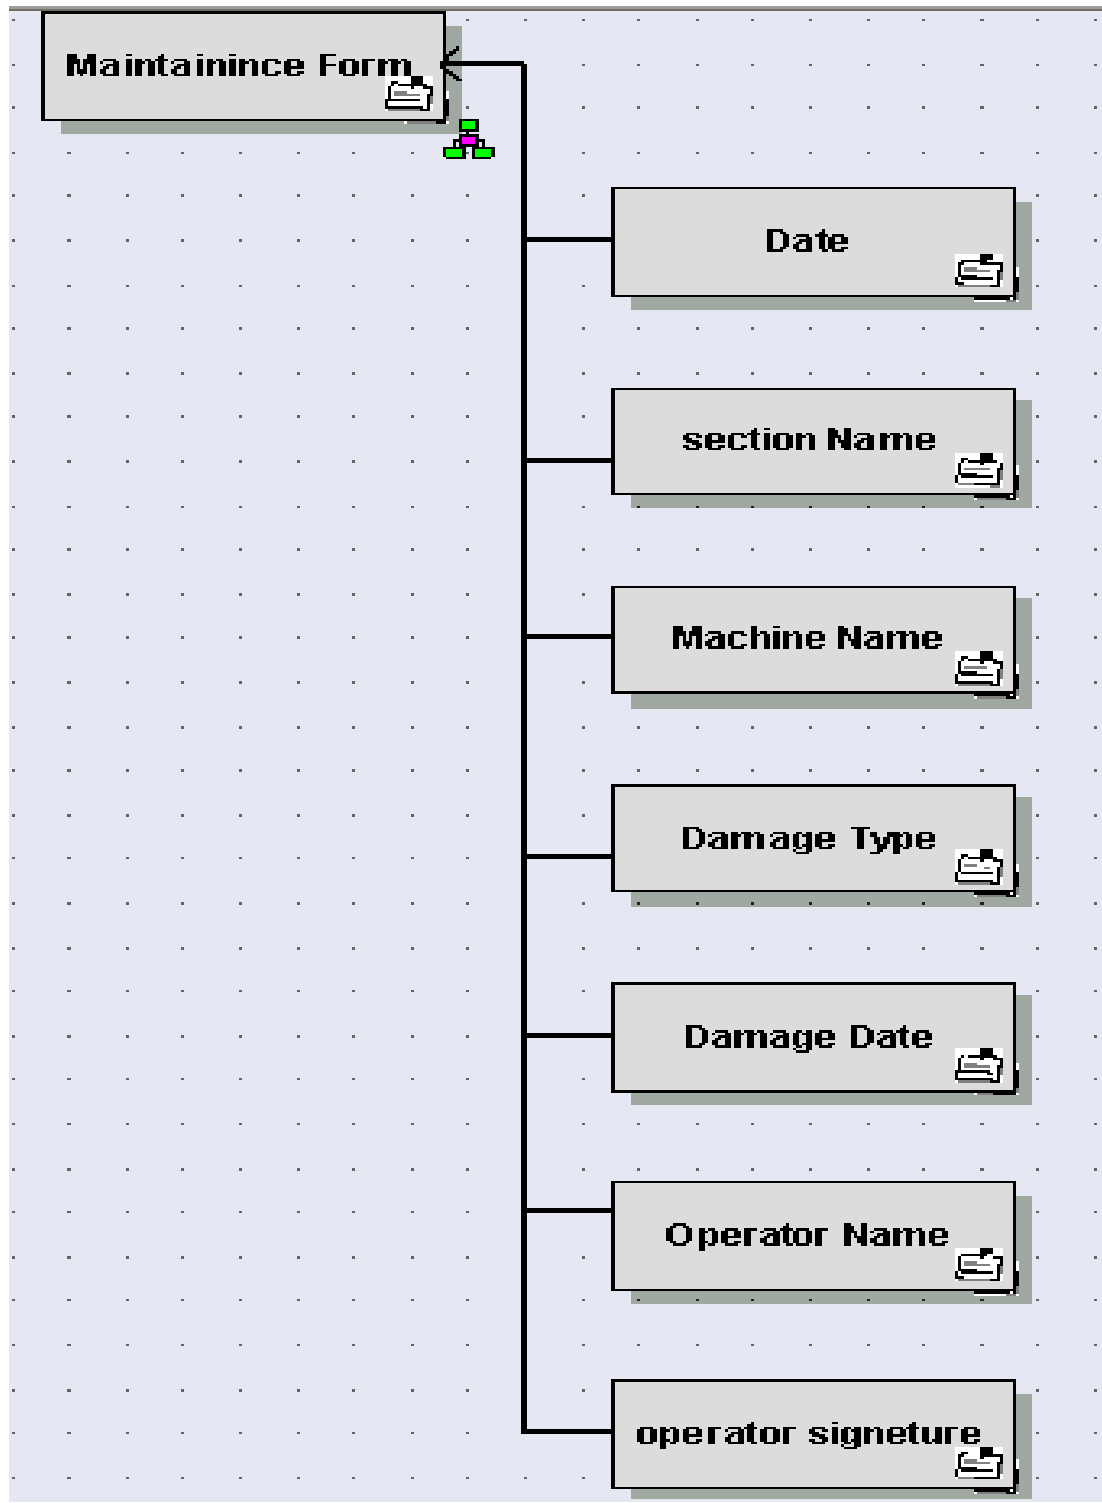 Maintainince Form
Date
section Name
Machine Name
Damage Type
Damage Date
Operator Name
operator signeture